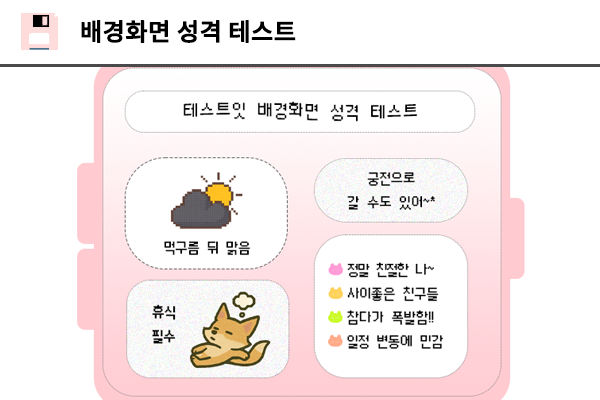 배경화면 성격 테스트
테스트잇 배경화면 성격 테스트
먹구름 뒤 맑음
궁전으로
갈 수도 있어~*
휴식
필수
정말 친절한 나~
사이좋은 친구들
참다가 폭발함!!
일정 변동에 민감